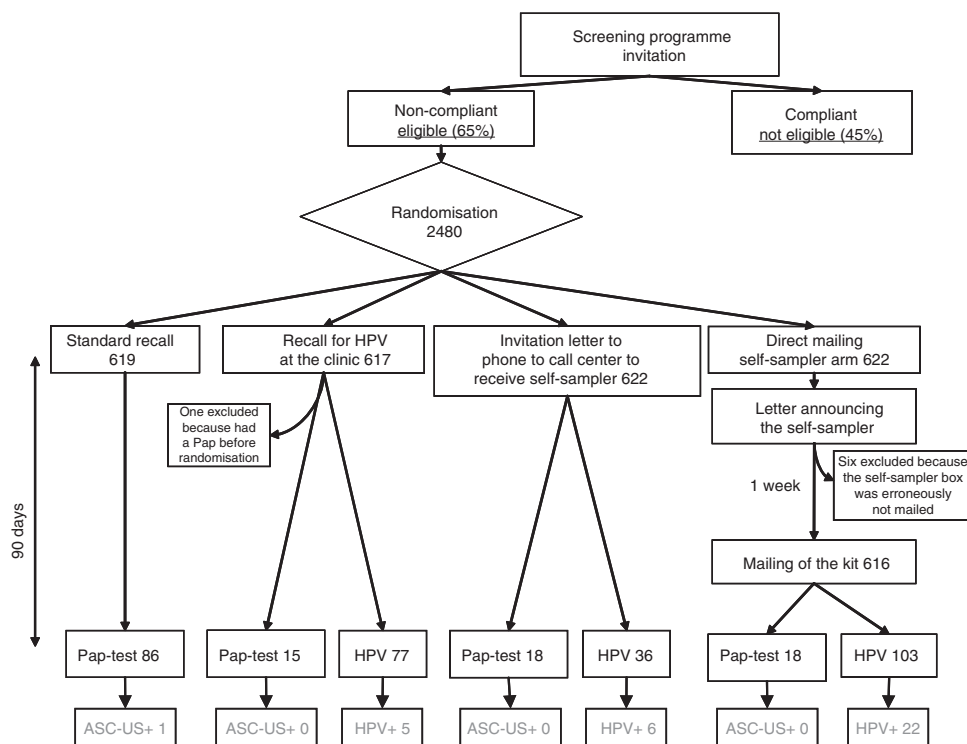 Screening programme
invitation
Non-compliant
eligible (65%)
Compliant
not eligible (45%)
Randomisation
2480
Standard recall
619
Recall for HPV
at the clinic 617
Invitation letter to
phone to call center to
receive self-sampler 622
Direct mailing
self-sampler arm 622
One excluded
because had
a Pap before
randomisation
Letter announcing
the self-sampler
Six excluded because
the self-sampler box
was erroneously
not mailed
1 week
90 days
Mailing of the kit 616
Pap-test 86
Pap-test 15
HPV 77
Pap-test 18
HPV 36
Pap-test 18
HPV 103
ASC-US+ 1
ASC-US+ 0
HPV+ 5
ASC-US+ 0
HPV+ 6
ASC-US+ 0
HPV+ 22